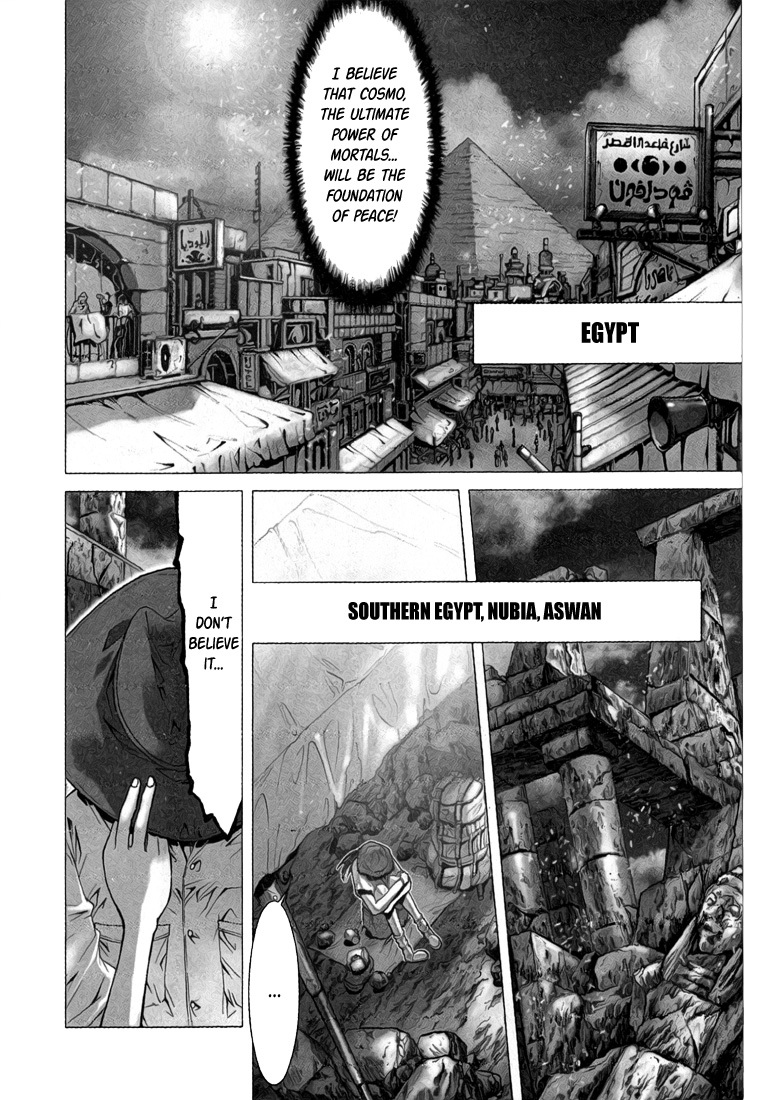 I BELIEVE
THAT COSMO,
THE ULTIMATE
POWER OF
MORTALS...
WILL BE THE
FOUNDATION
OF PEACE!
EGYPT
SOUTHERN EGYPT, NUBIA, ASWAN
...
I
DON'T
BELIEVE
IT...